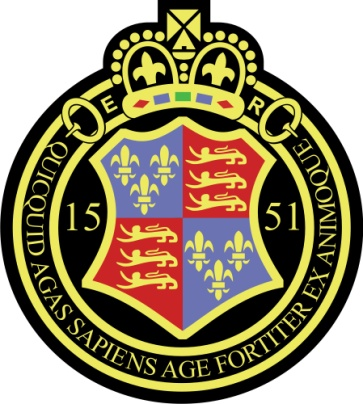 E R
15 51
QUICQUID AGAS SAPIENS AGE FORTITER EX ANIMOQUE